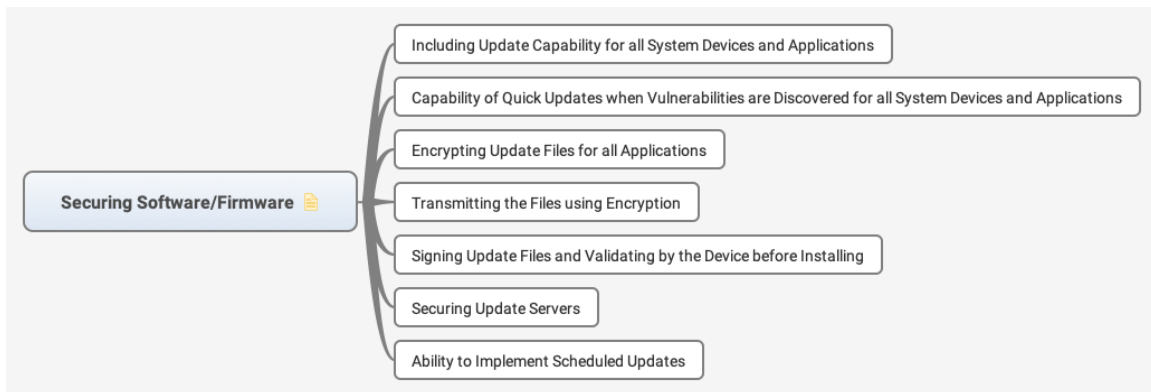 Including Update Capability for all System Devices and Applications
Capability of Quick Updates when Vulnerabilities are Discovered for all System Devices and Applications
Encrypting Update Files for all Applications
Securing Software/Firmware
Transmitting the Files using Encryption
Signing Update Files and Validating by the Device before Installing
Securing Update Servers
Ability to Implement Scheduled Updates